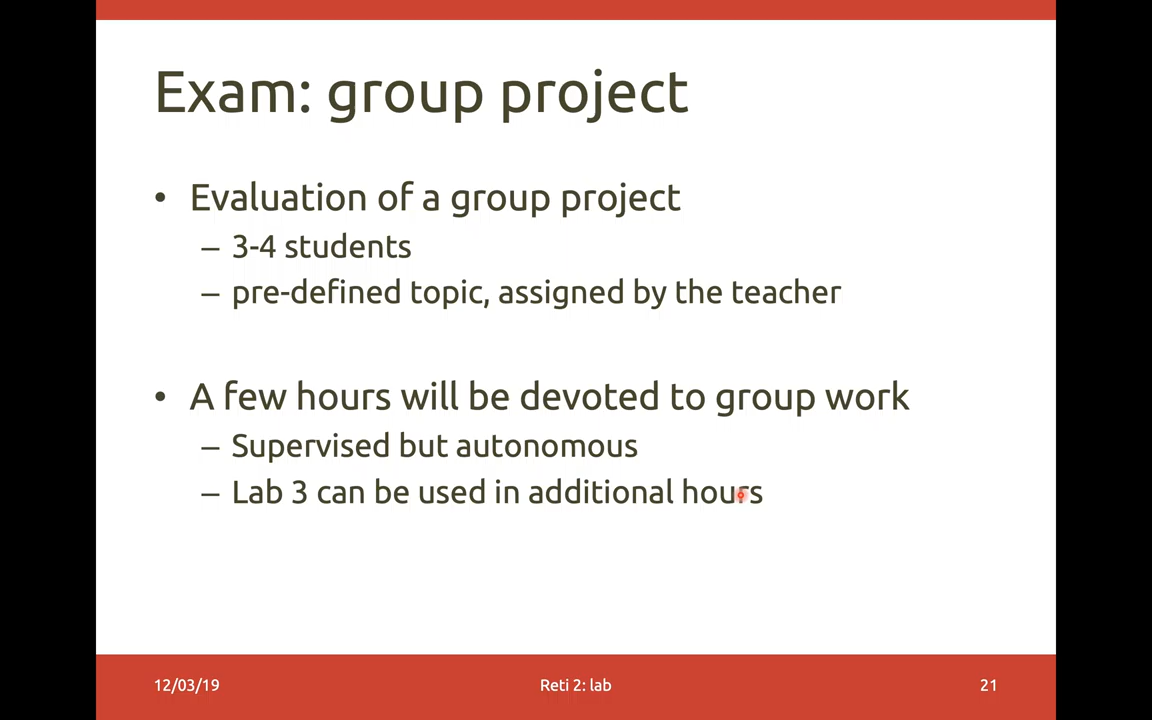 Exam: group project
• Evaluation of a group project
– 3-4 students
– pre-defined topic, assigned by the teacher
• A few hours will be devoted to group work
– Supervised but autonomous
– Lab 3 can be used in additional hours
12/03/19 Reti 2: lab 21